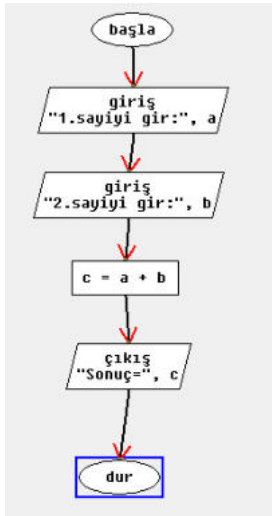 başla
giriş
"1.sayiyi gir:", a
giriş
"2.sayiyi gir:", b
c = a + b
çıkış
"Sonuç=", c
dur